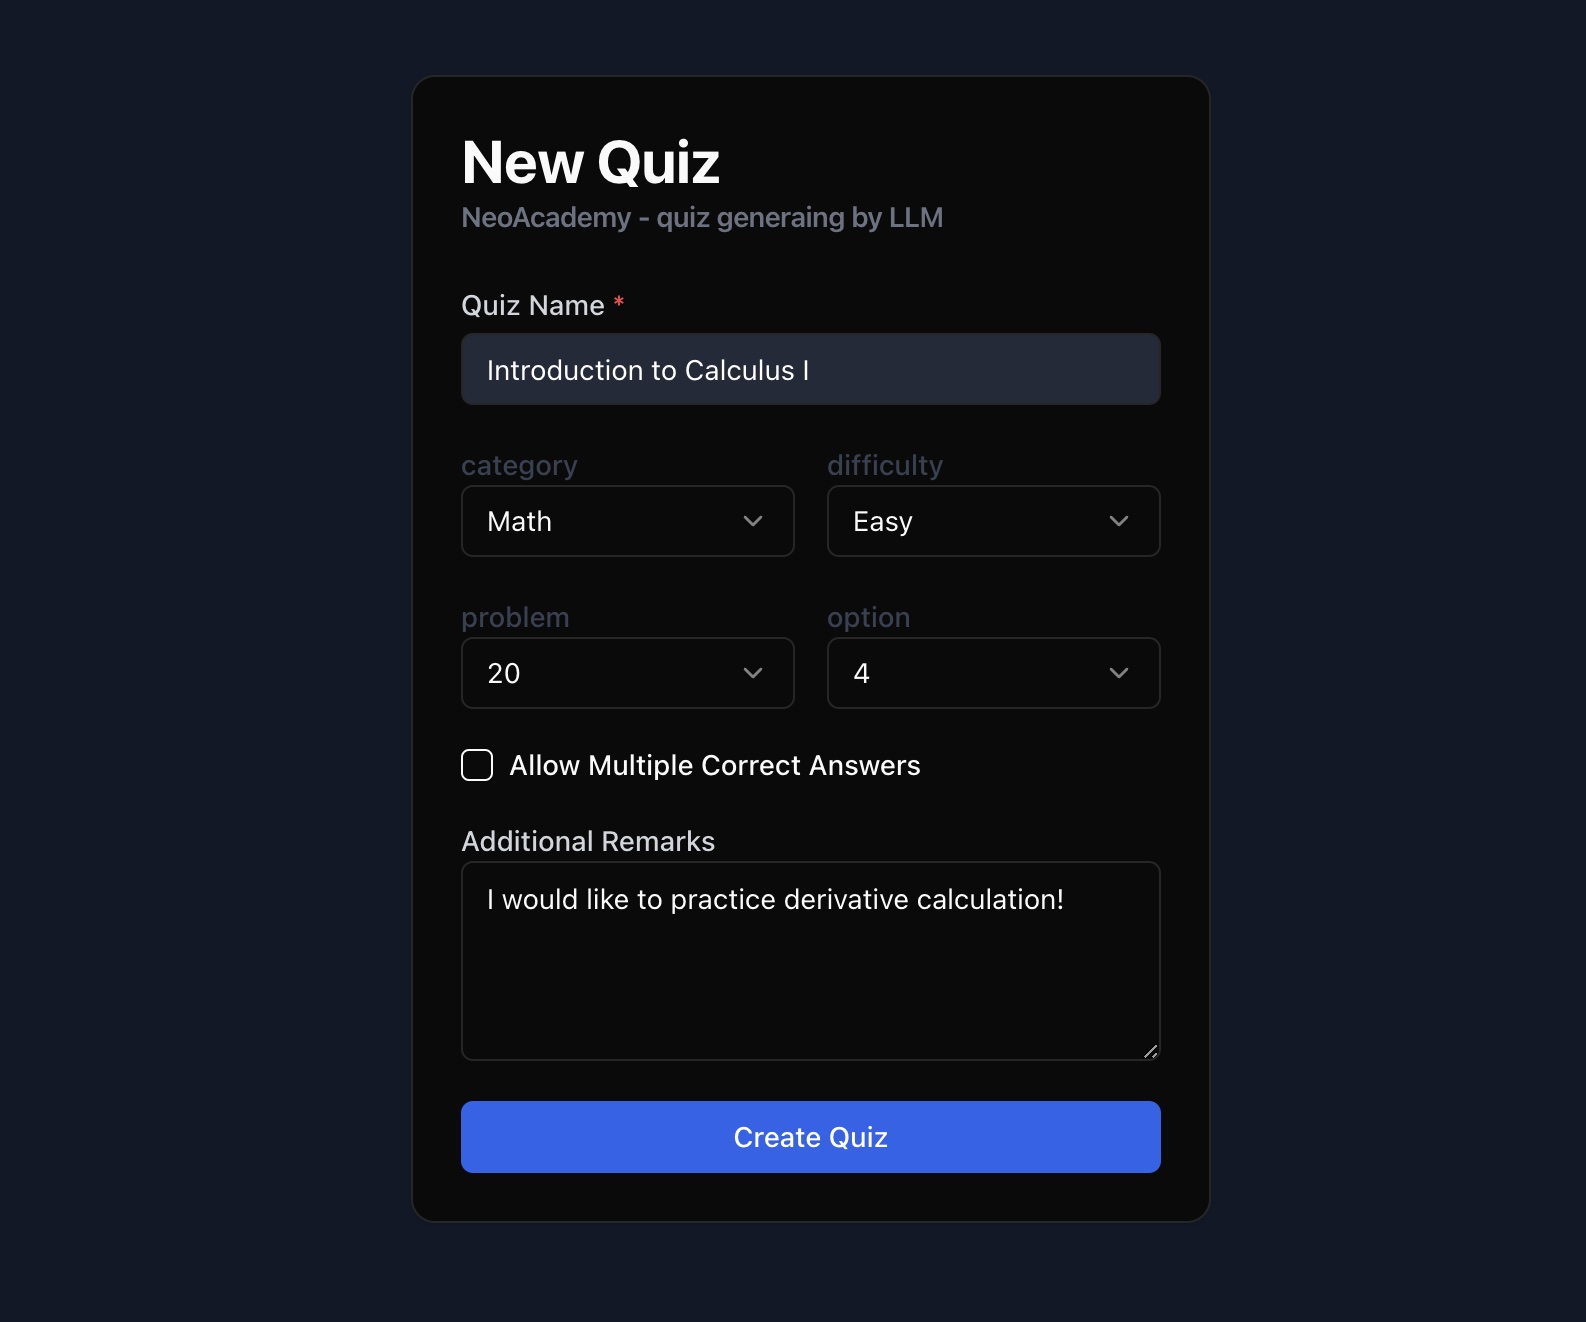 New Quiz
NeoAcademy - quiz generaing by LLM
Quiz Name *
Introduction to Calculus I
category difficulty
Math Easy
problem option
20 4
Allow Multiple Correct Answers
Additional Remarks
I would like to practice derivative calculation!
Create Quiz